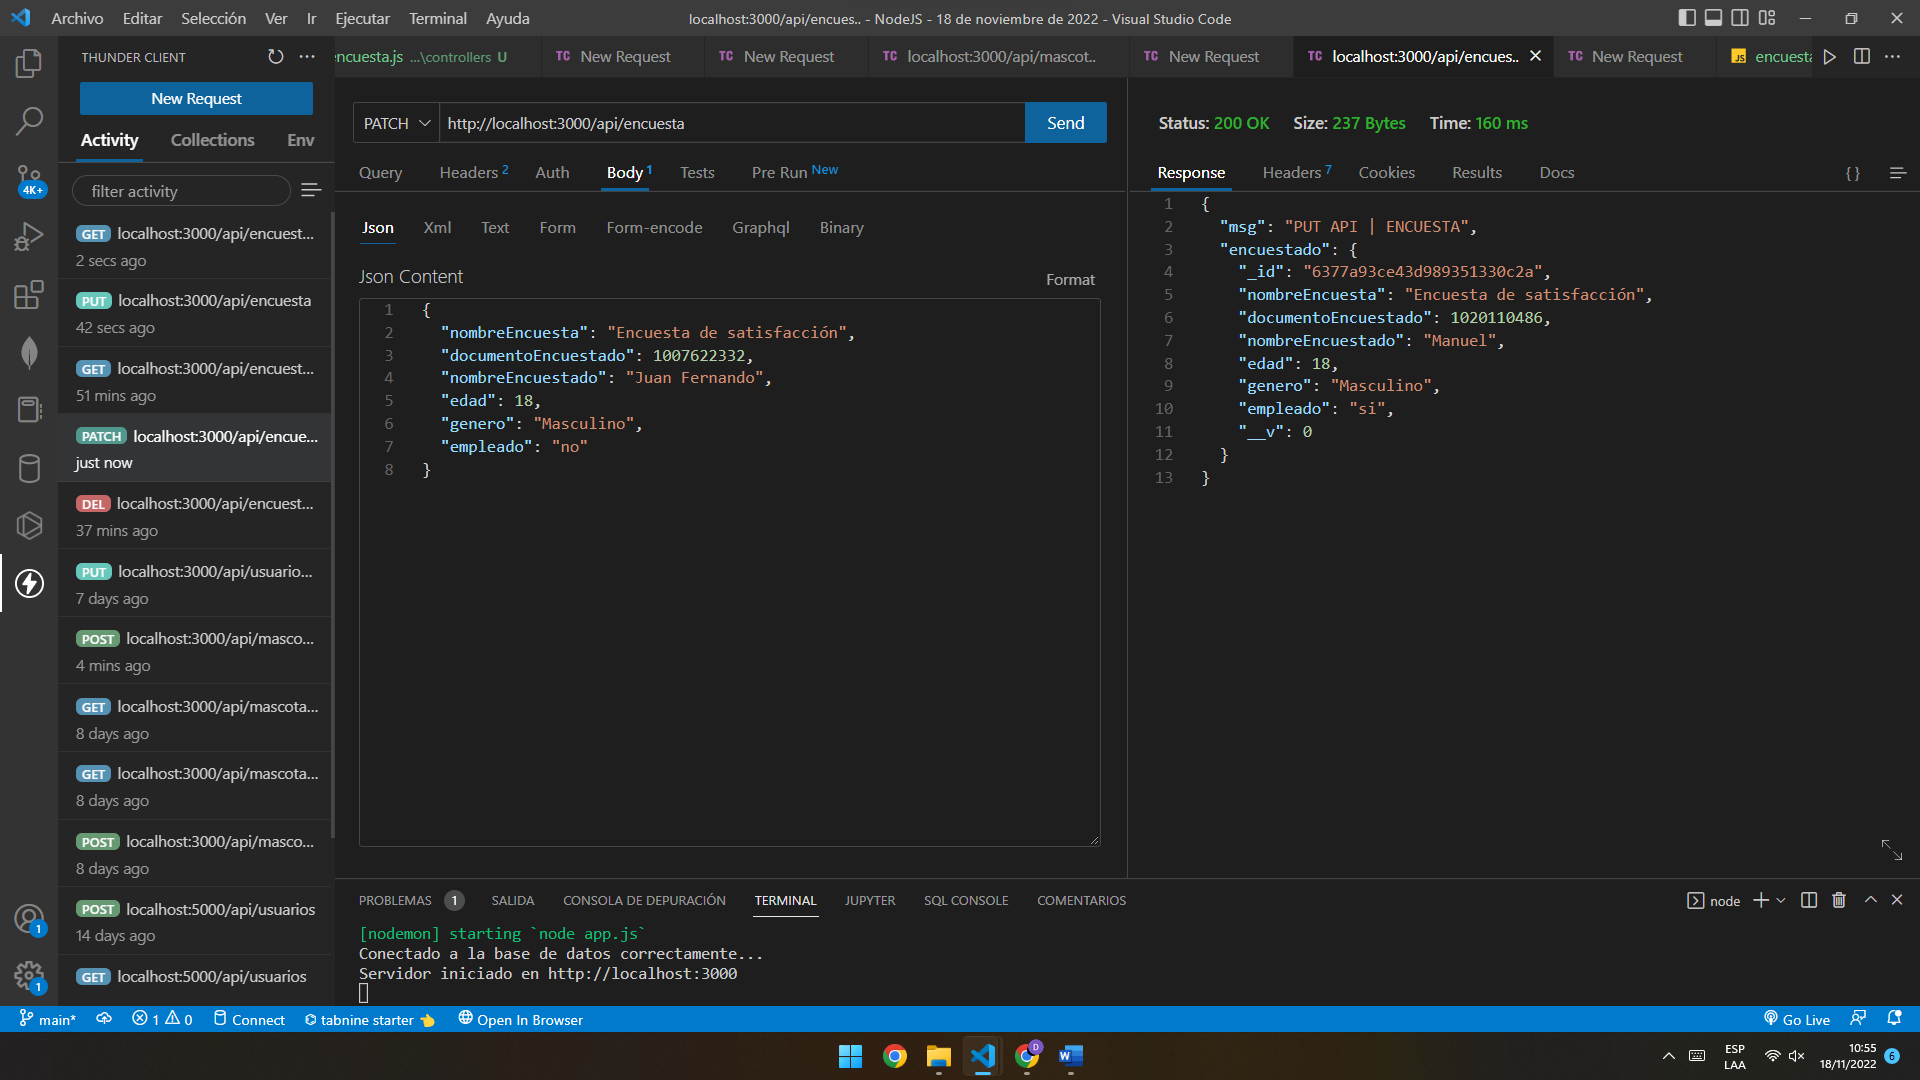 Archivo Editar Selección Ver Ir Ejecutar Terminal Ayuda
localhost:3000/api/encues.. - NodeJS - 18 de noviembre de 2022 - Visual Studio Code
THUNDER CLIENT
New Request
Activity Collections Env
filter activity
GET localhost:3000/api/encuest...
2 secs ago
PUT localhost:3000/api/encuesta
42 secs ago
GET localhost:3000/api/encuest...
51 mins ago
PATCH localhost:3000/api/encue...
just now
DEL localhost:3000/api/encuest...
37 mins ago
PUT localhost:3000/api/usuario...
7 days ago
POST localhost:3000/api/masco...
4 mins ago
GET localhost:3000/api/mascota...
8 days ago
GET localhost:3000/api/mascota...
8 days ago
POST localhost:3000/api/masco...
8 days ago
POST localhost:5000/api/usuarios
14 days ago
GET localhost:5000/api/usuarios
4K+
1
1
encuesta.js ...\controllers U
TC New Request
TC New Request
TC localhost:3000/api/mascot..
TC New Request
TC localhost:3000/api/encues..
TC New Request
JS encuesta
PATCH http://localhost:3000/api/encuesta Send
Query Headers 2 Auth Body 1 Tests Pre Run New
Json Xml Text Form Form-encode Graphql Binary
Json Content Format
1 {
2 "nombreEncuesta": "Encuesta de satisfacción",
3 "documentoEncuestado": 1007622332,
4 "nombreEncuestado": "Juan Fernando",
5 "edad": 18,
6 "genero": "Masculino",
7 "empleado": "no"
8 }
Status: 200 OK Size: 237 Bytes Time: 160 ms
Response Headers 7 Cookies Results Docs { }
1 {
2 "msg": "PUT API | ENCUESTA",
3 "encuestado": {
4 "_id": "6377a93ce43d989351330c2a",
5 "nombreEncuesta": "Encuesta de satisfacción",
6 "documentoEncuestado": 1020110486,
7 "nombreEncuestado": "Manuel",
8 "edad": 18,
9 "genero": "Masculino",
10 "empleado": "si",
11 "__v": 0
12 }
13 }
PROBLEMAS 1 SALIDA CONSOLA DE DEPURACIÓN TERMINAL JUPYTER SQL CONSOLE COMENTARIOS
node
[nodemon] starting `node app.js`
Conectado a la base de datos correctamente...
Servidor iniciado en http://localhost:3000
main* 1 0 Connect tabnine starter Open In Browser
Go Live
D
W
ESP
LAA
10:55
18/11/2022
6